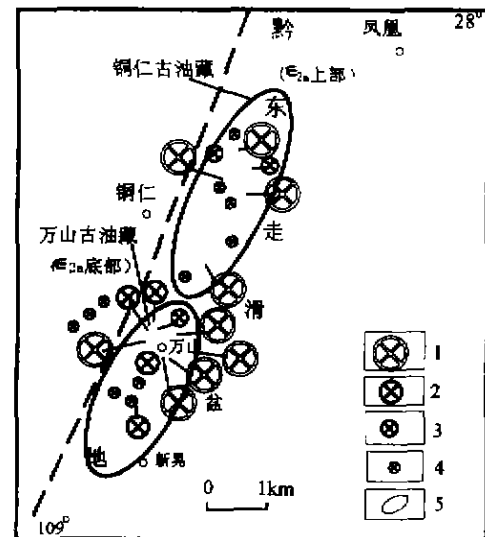 黔
凤凰
28°
铜仁古油藏
(∈2a上部)
东
铜仁
走
万山古油藏
(∈2a底部)
滑
万山
盆
地
新晃
0 1km
109°
1
2
3
4
5